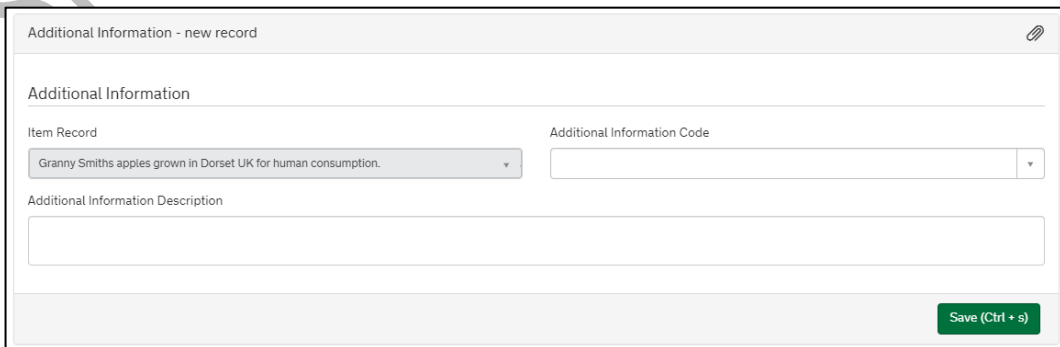 Additional Information - new record
Additional Information
Item Record
Additional Information Code
Granny Smiths apples grown in Dorset UK for human consumption.
Additional Information Description
Save (Ctrl + s)